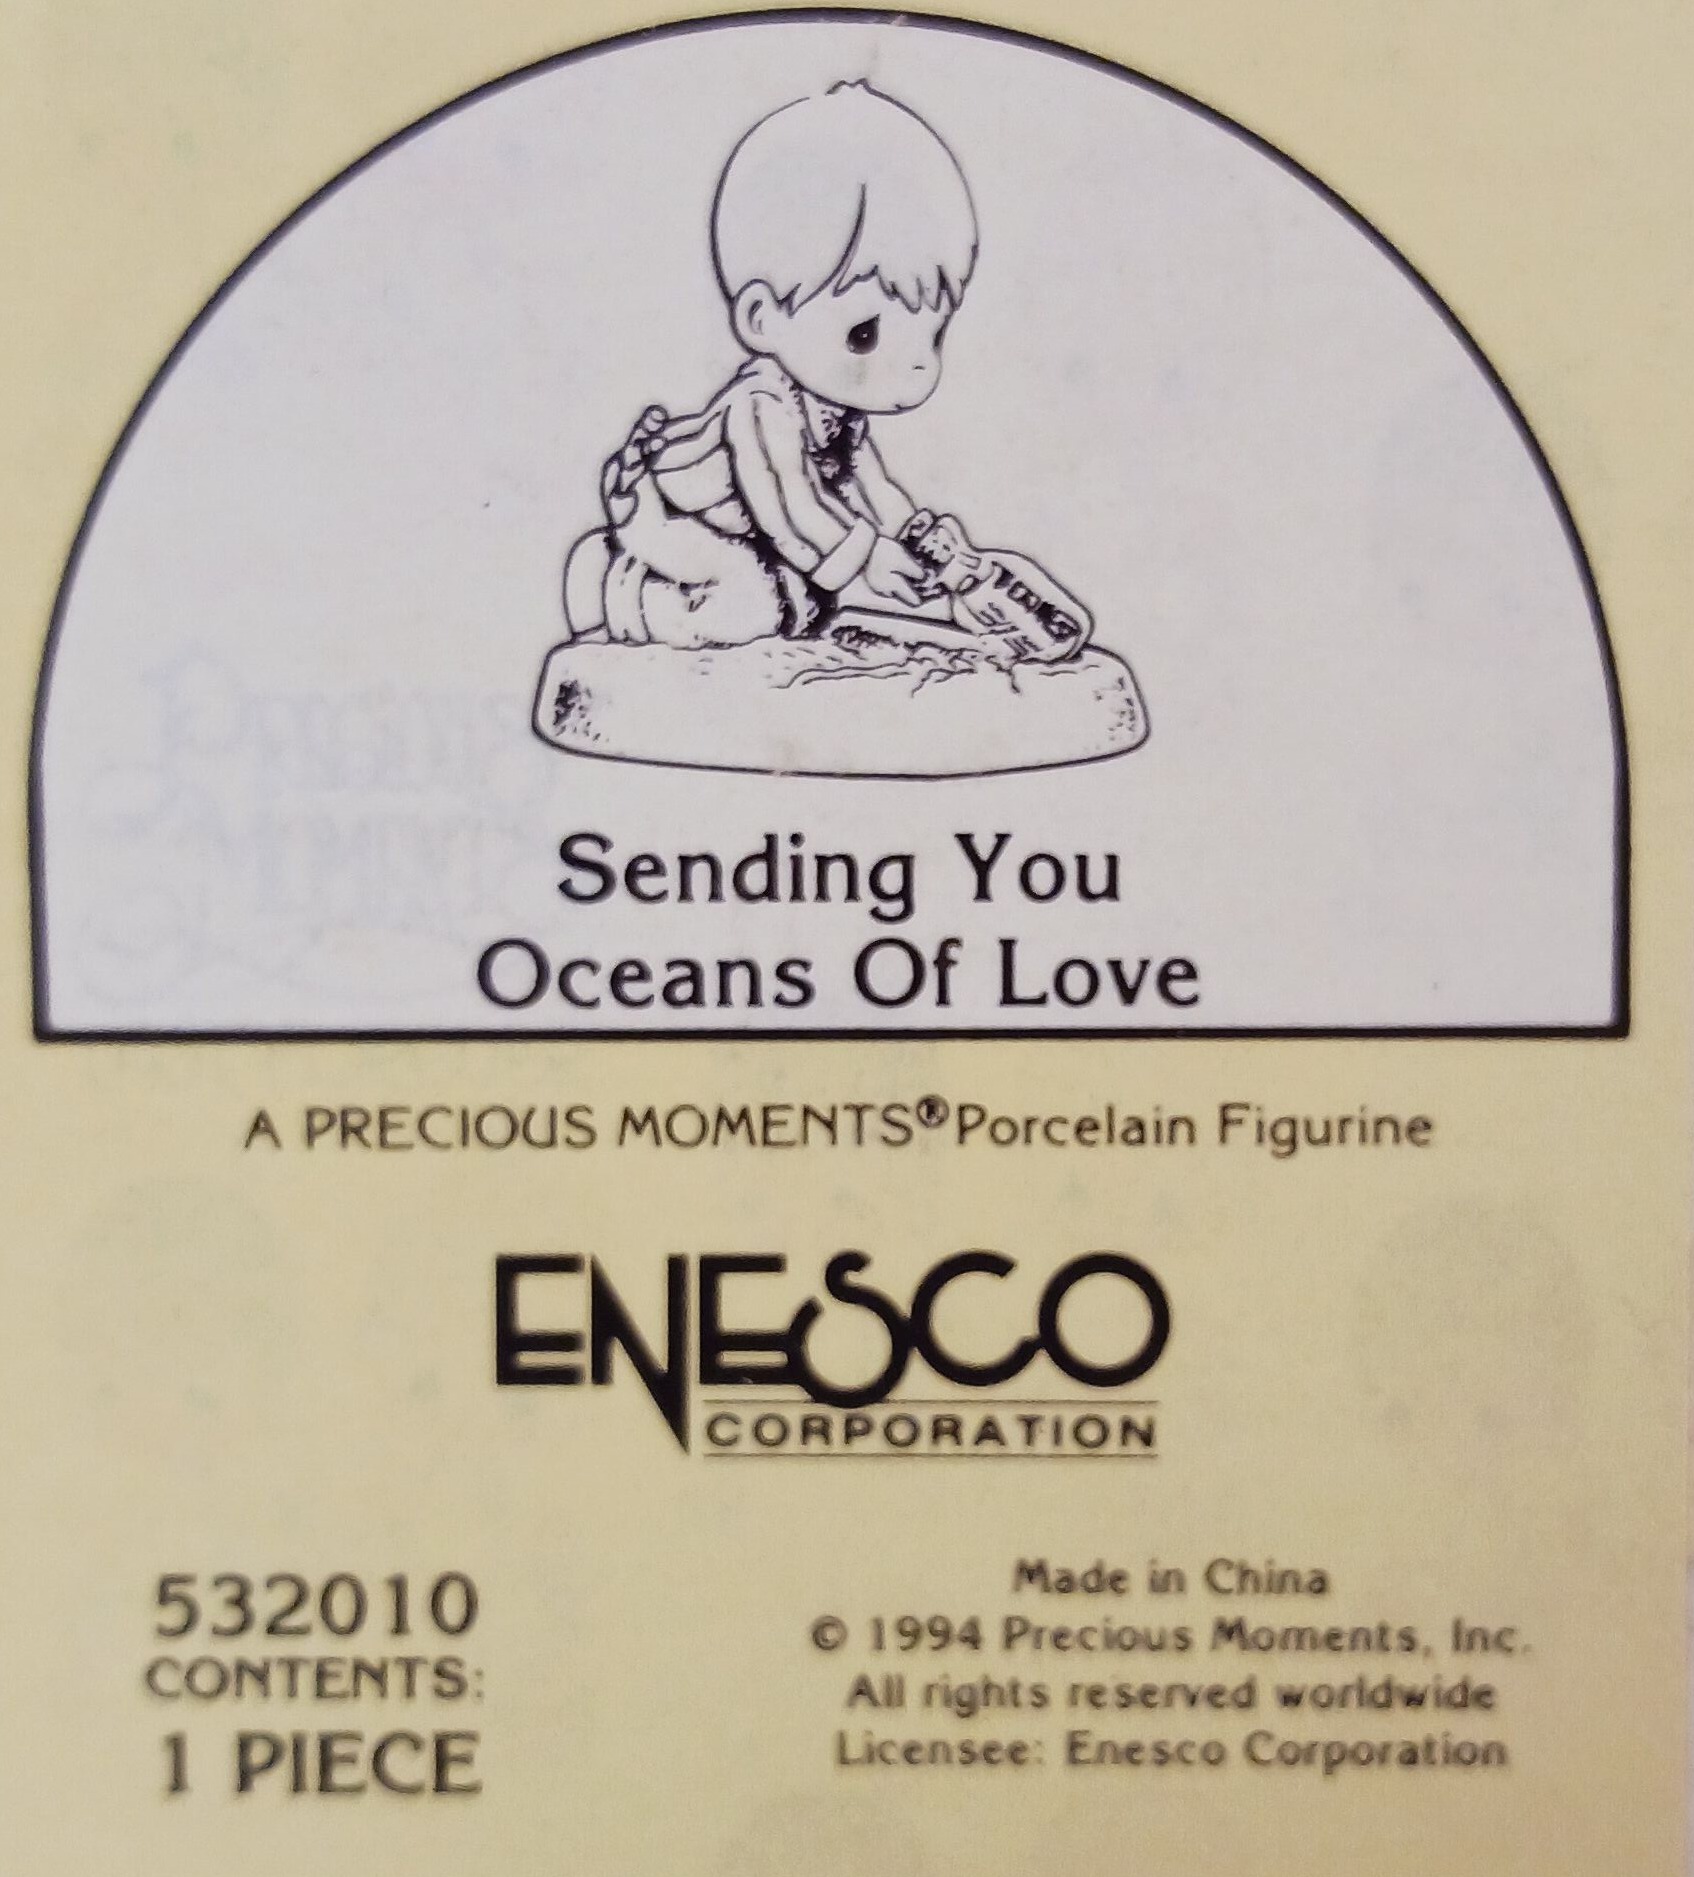 Sending You
Oceans Of Love
A PRECIOUS MOMENTS® Porcelain Figurine
ENESCO
CORPORATION
532010
CONTENTS:
1 PIECE
Made in China
© 1994 Precious Moments, Inc.
All rights reserved worldwide
Licensee: Enesco Corporation